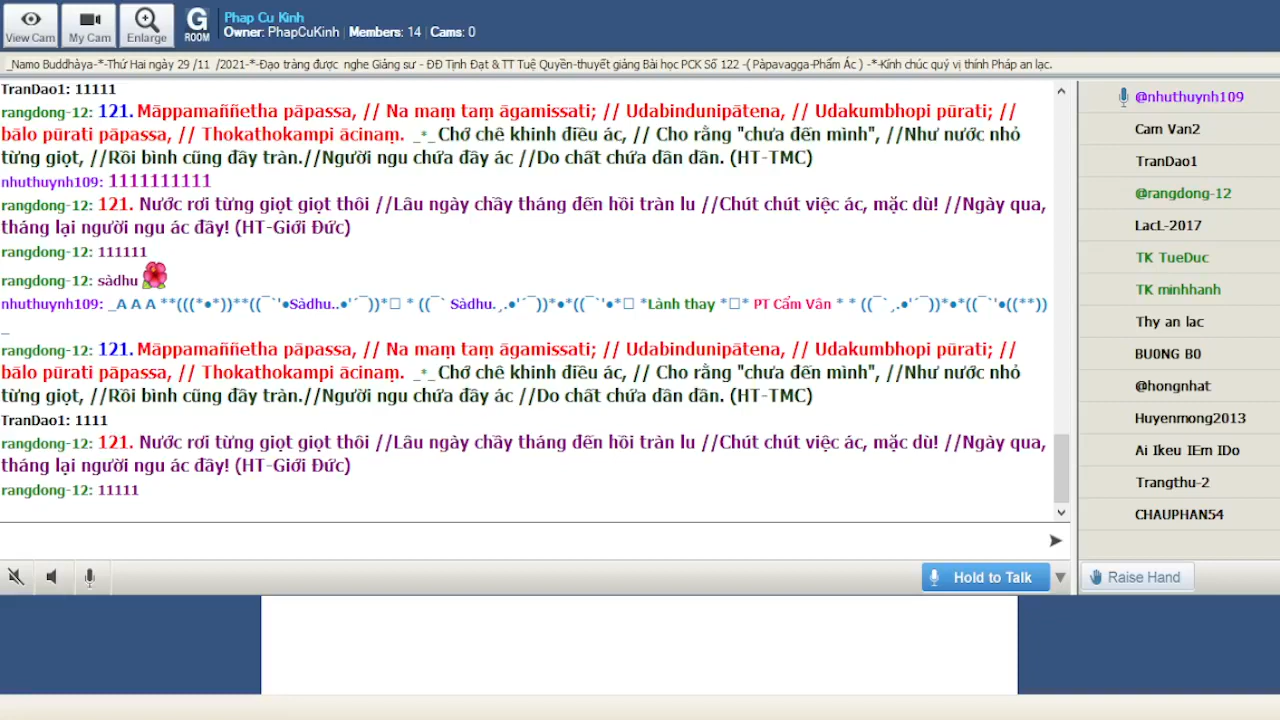 View Cam
My Cam
Enlarge
G
ROOM
Phap Cu Kinh
Owner: PhapCuKinh | Members: 14 | Cams: 0
_Namo Buddhàya-*-Thứ Hai ngày 29 /11 /2021-*-Đạo tràng được nghe Giảng sư - ĐĐ Tịnh Đạt & TT Tuệ Quyền-thuyết giảng Bài học PCK Số 122 -( Pàpavagga-Phẩm Ác ) -*-Kính chúc quý vị thính Pháp an lạc.
TranDao1: 11111
rangdong-12: 121. Māppamaññetha pāpassa, // Na maṃ taṃ āgamissati; // Udabindunipātena, // Udakumbhopi pūrati; //
bālo pūrati pāpassa, // Thokathokampi ācinaṃ. _*_Chớ chê khinh điều ác, // Cho rằng "chưa đến mình", //Như nước nhỏ
từng giọt, //Rồi bình cũng đầy tràn.//Người ngu chứa đầy ác //Do chất chứa dần dần. (HT-TMC)
nhuthuynh109: 1111111111
rangdong-12: 121. Nước rơi từng giọt giọt thôi //Lâu ngày chầy tháng đến hồi tràn lu //Chút chút việc ác, mặc dù! //Ngày qua,
tháng lại người ngu ác đầy! (HT-Giới Đức)
rangdong-12: 111111
rangdong-12: sàdhu
nhuthuynh109: _A A A **(((*•*))**((¯`'•Sàdhu..•'´¯))*□ * ((¯` Sàdhu.¸.•'´¯))*•*((¯`'•*□ *Lành thay *□* PT Cẩm Vân * * ((¯`¸.•'´¯))*•*((¯`'•((**))
_
rangdong-12: 121. Māppamaññetha pāpassa, // Na maṃ taṃ āgamissati; // Udabindunipātena, // Udakumbhopi pūrati; //
bālo pūrati pāpassa, // Thokathokampi ācinaṃ. _*_Chớ chê khinh điều ác, // Cho rằng "chưa đến mình", //Như nước nhỏ
từng giọt, //Rồi bình cũng đầy tràn.//Người ngu chứa đầy ác //Do chất chứa dần dần. (HT-TMC)
TranDao1: 1111
rangdong-12: 121. Nước rơi từng giọt giọt thôi //Lâu ngày chầy tháng đến hồi tràn lu //Chút chút việc ác, mặc dù! //Ngày qua,
tháng lại người ngu ác đầy! (HT-Giới Đức)
rangdong-12: 11111
@nhuthuynh109
Cam Van2
TranDao1
@rangdong-12
LacL-2017
TK TueDuc
TK minhhanh
Thy an lac
BU0NG B0
@hongnhat
Huyenmong2013
Ai Ikeu IEm IDo
Trangthu-2
CHAUPHAN54
Hold to Talk
Raise Hand